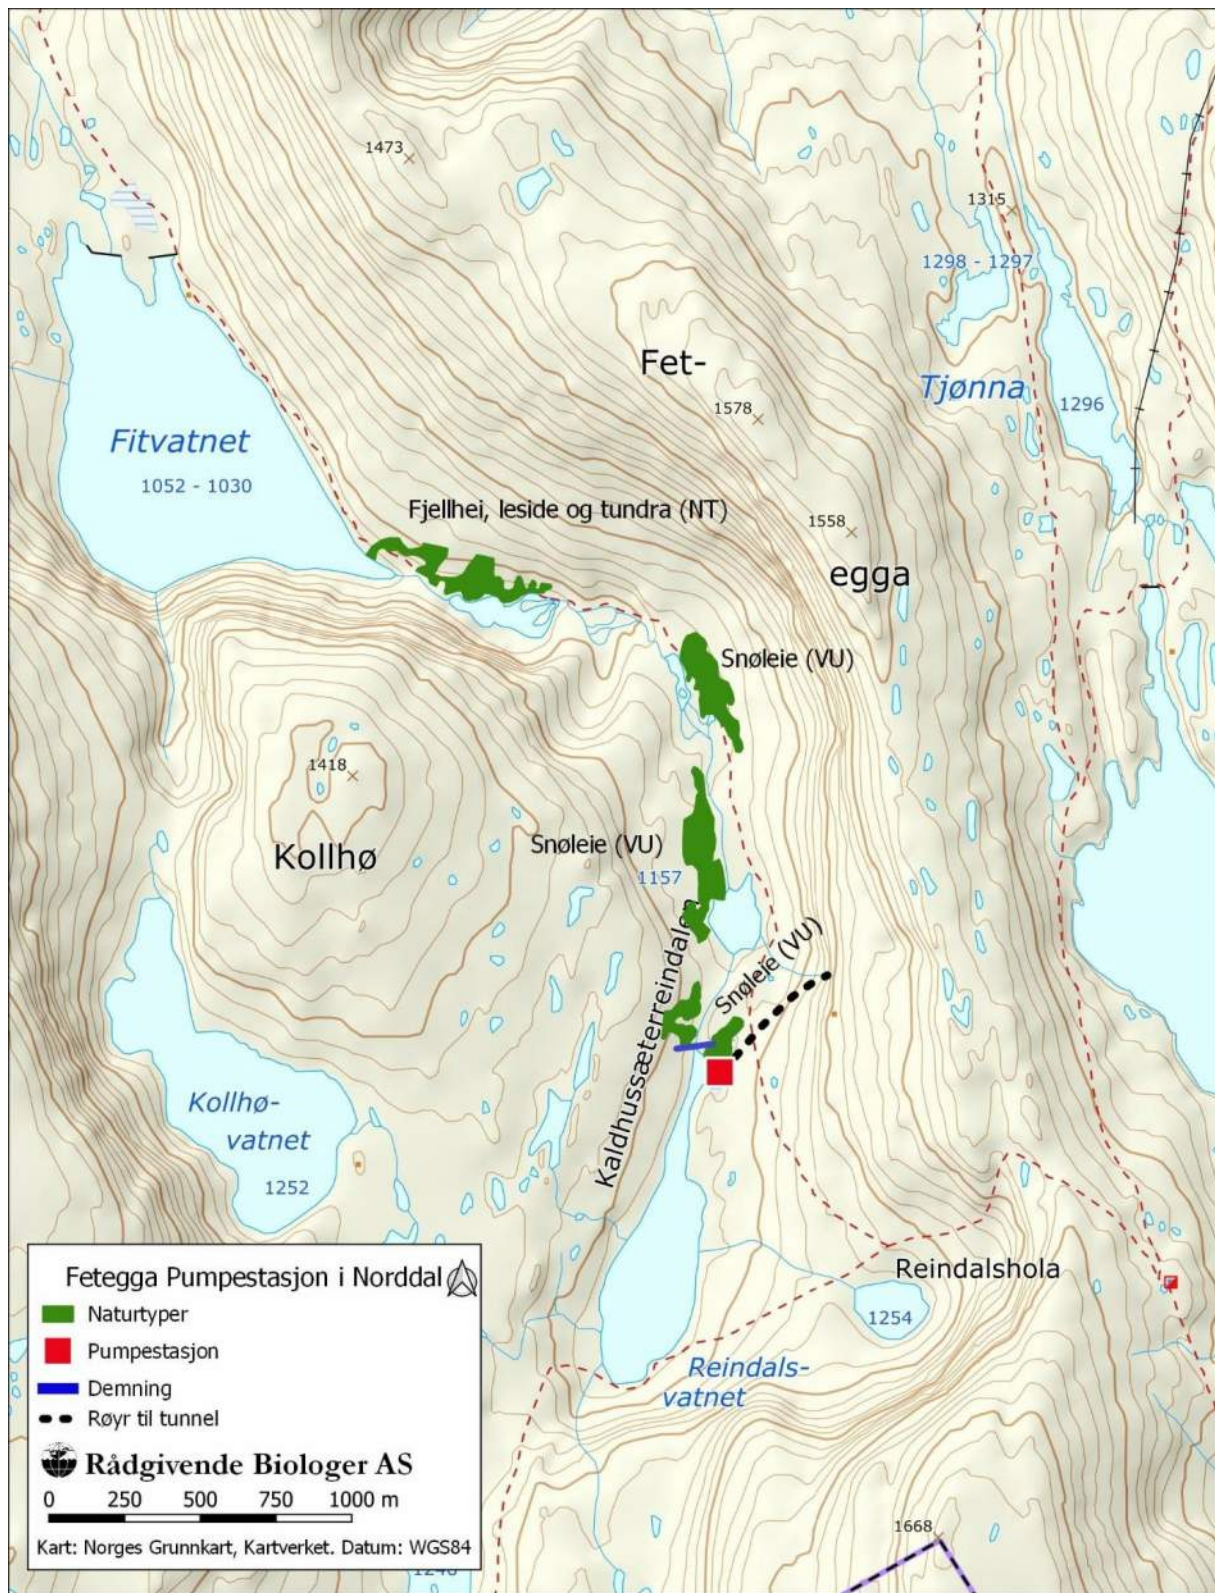 1473
1315
1298 - 1297
Fet-
Tjønna
1578
1296
Fitvatnet
1052 - 1030
Fjellhei, leside og tundra (NT)
1558
egga
Snøleie (VU)
1418
Snøleie (VU)
Kollhø
1157
Snøleie (VU)
Kaldhussæterreindalen
Kollhø-
vatnet
1252
Reindalshola
1254
Reindals-
vatnet
Fetegga Pumpestasjon i Norddal
Naturtyper
Pumpestasjon
Demning
Røyr til tunnel
Rådgivende Biologer AS
0 250 500 750 1000 m
Kart: Norges Grunnkart, Kartverket. Datum: WGS84
1668